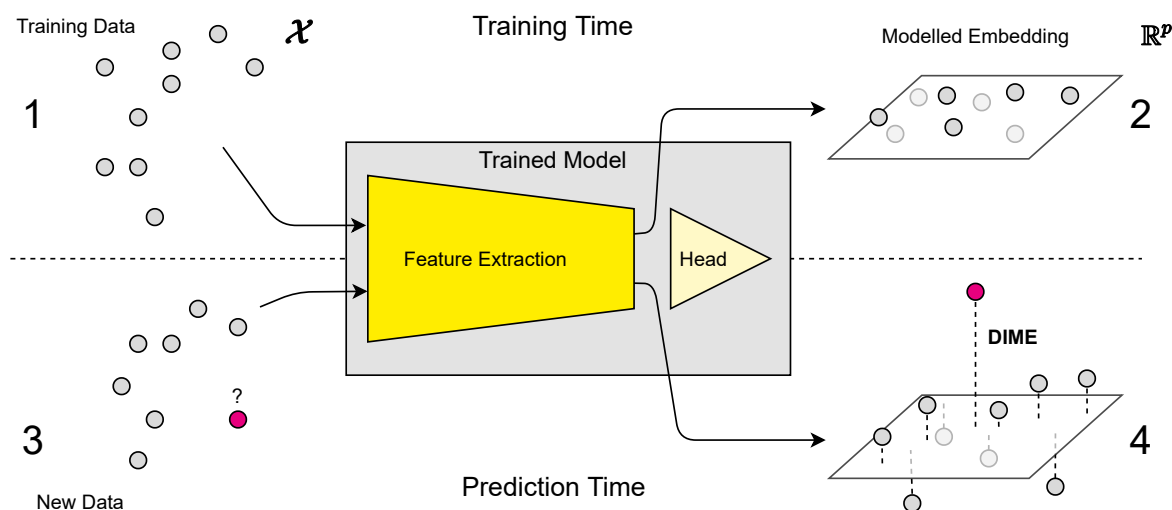 Training Data
𝒳
Training Time
Modelled Embedding
ℝᵖ
1
2
Trained Model
Feature Extraction
Head
?
DIME
3
4
New Data
Prediction Time